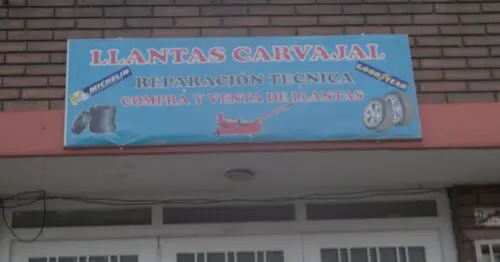 LLANTAS CARVAJAL
MICHELIN
REPARACIÓN TECNICA
GOODYEAR
COMPRA Y VENTA DE LLANTAS